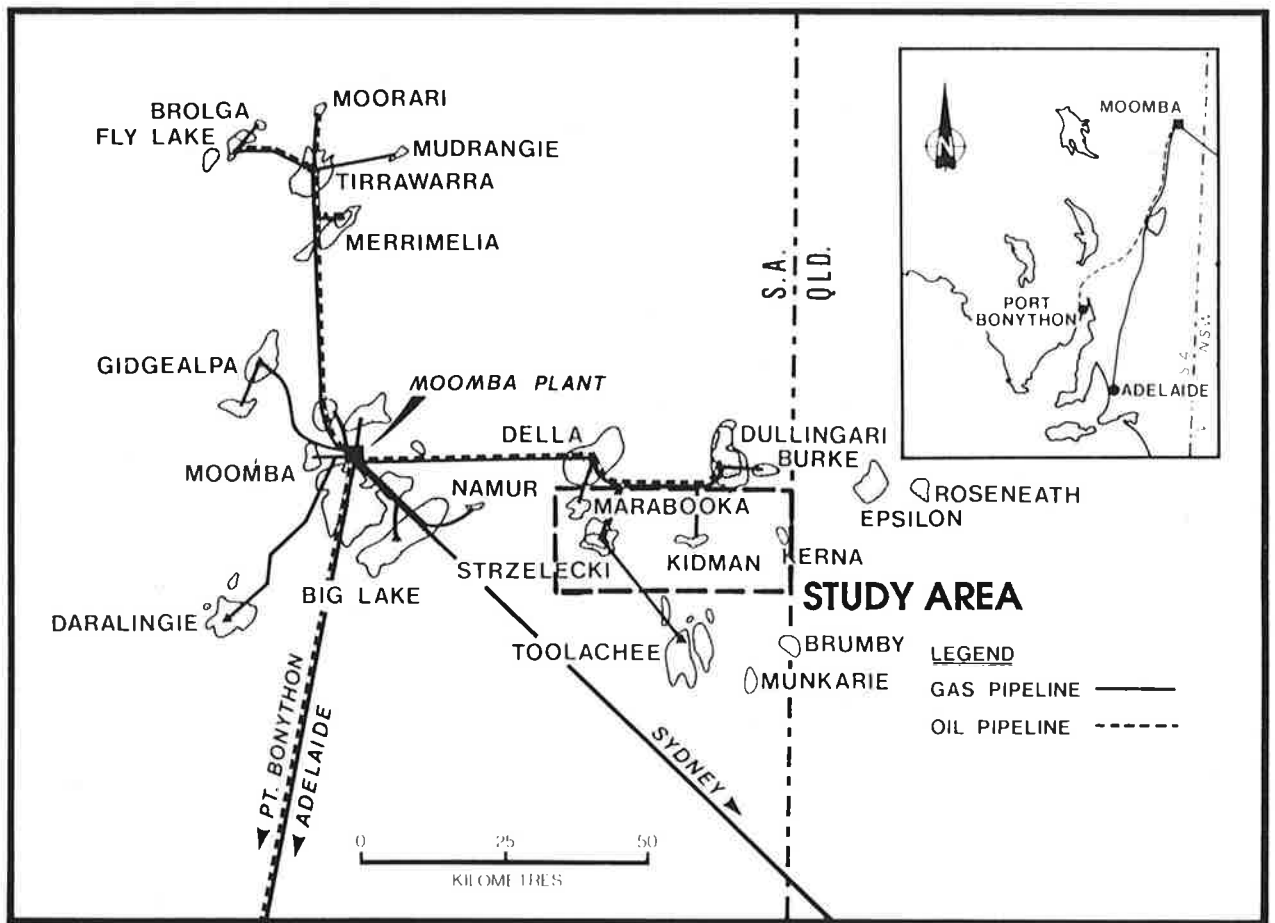 MOORARI
BROLGA
FLY LAKE
MUDRANGIE
TIRRAWARRA
MERRIMELIA
S.A.
QLD.
GIDGEALPA
MOOMBA PLANT
DELLA
DULLINGARI
BURKE
MOOMBA
NAMUR
MARABOOKA
ROSENEATH
EPSILON
STRZELECKI
KIDMAN
KERNA
BIG LAKE
STUDY AREA
DARALINGIE
TOOLACHEE
BRUMBY
MUNKARIE
LEGEND
GAS PIPELINE
OIL PIPELINE
PT. BONYTHON
ADELAIDE
SYDNEY
0 25 50
KILOMETRES
MOOMBA
N
PORT
BONYTHON
ADELAIDE
SA
NSW